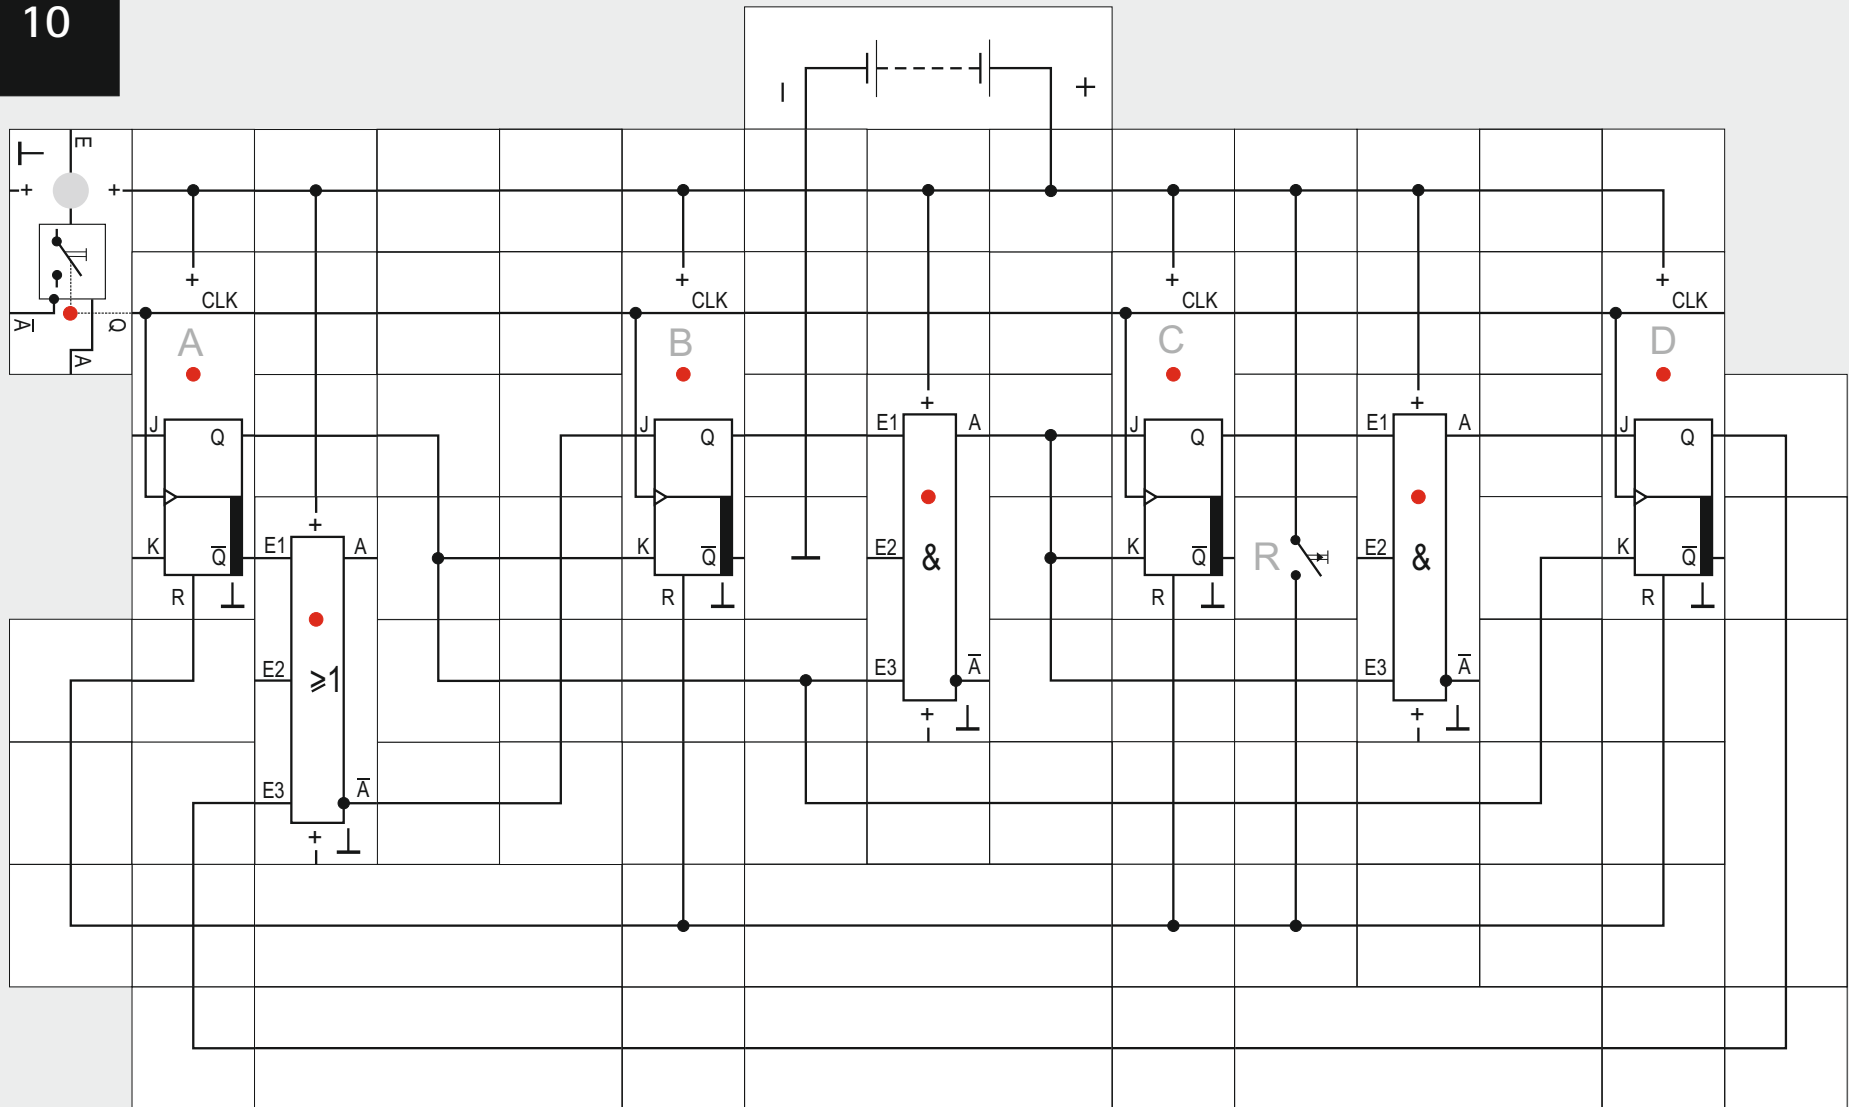 10
− +
E
+ + 
+ + + +
CLK CLK CLK CLK
A̅ Q A B C D
A
+ +
J Q J Q E1 A J Q E1 A J Q
+
K Q̅ E1 A K Q̅ E2 & K Q̅ R E2 & K Q̅
R R R R
E2 ≥1 E3 A̅ E3 A̅
+ +
E3 A̅
+